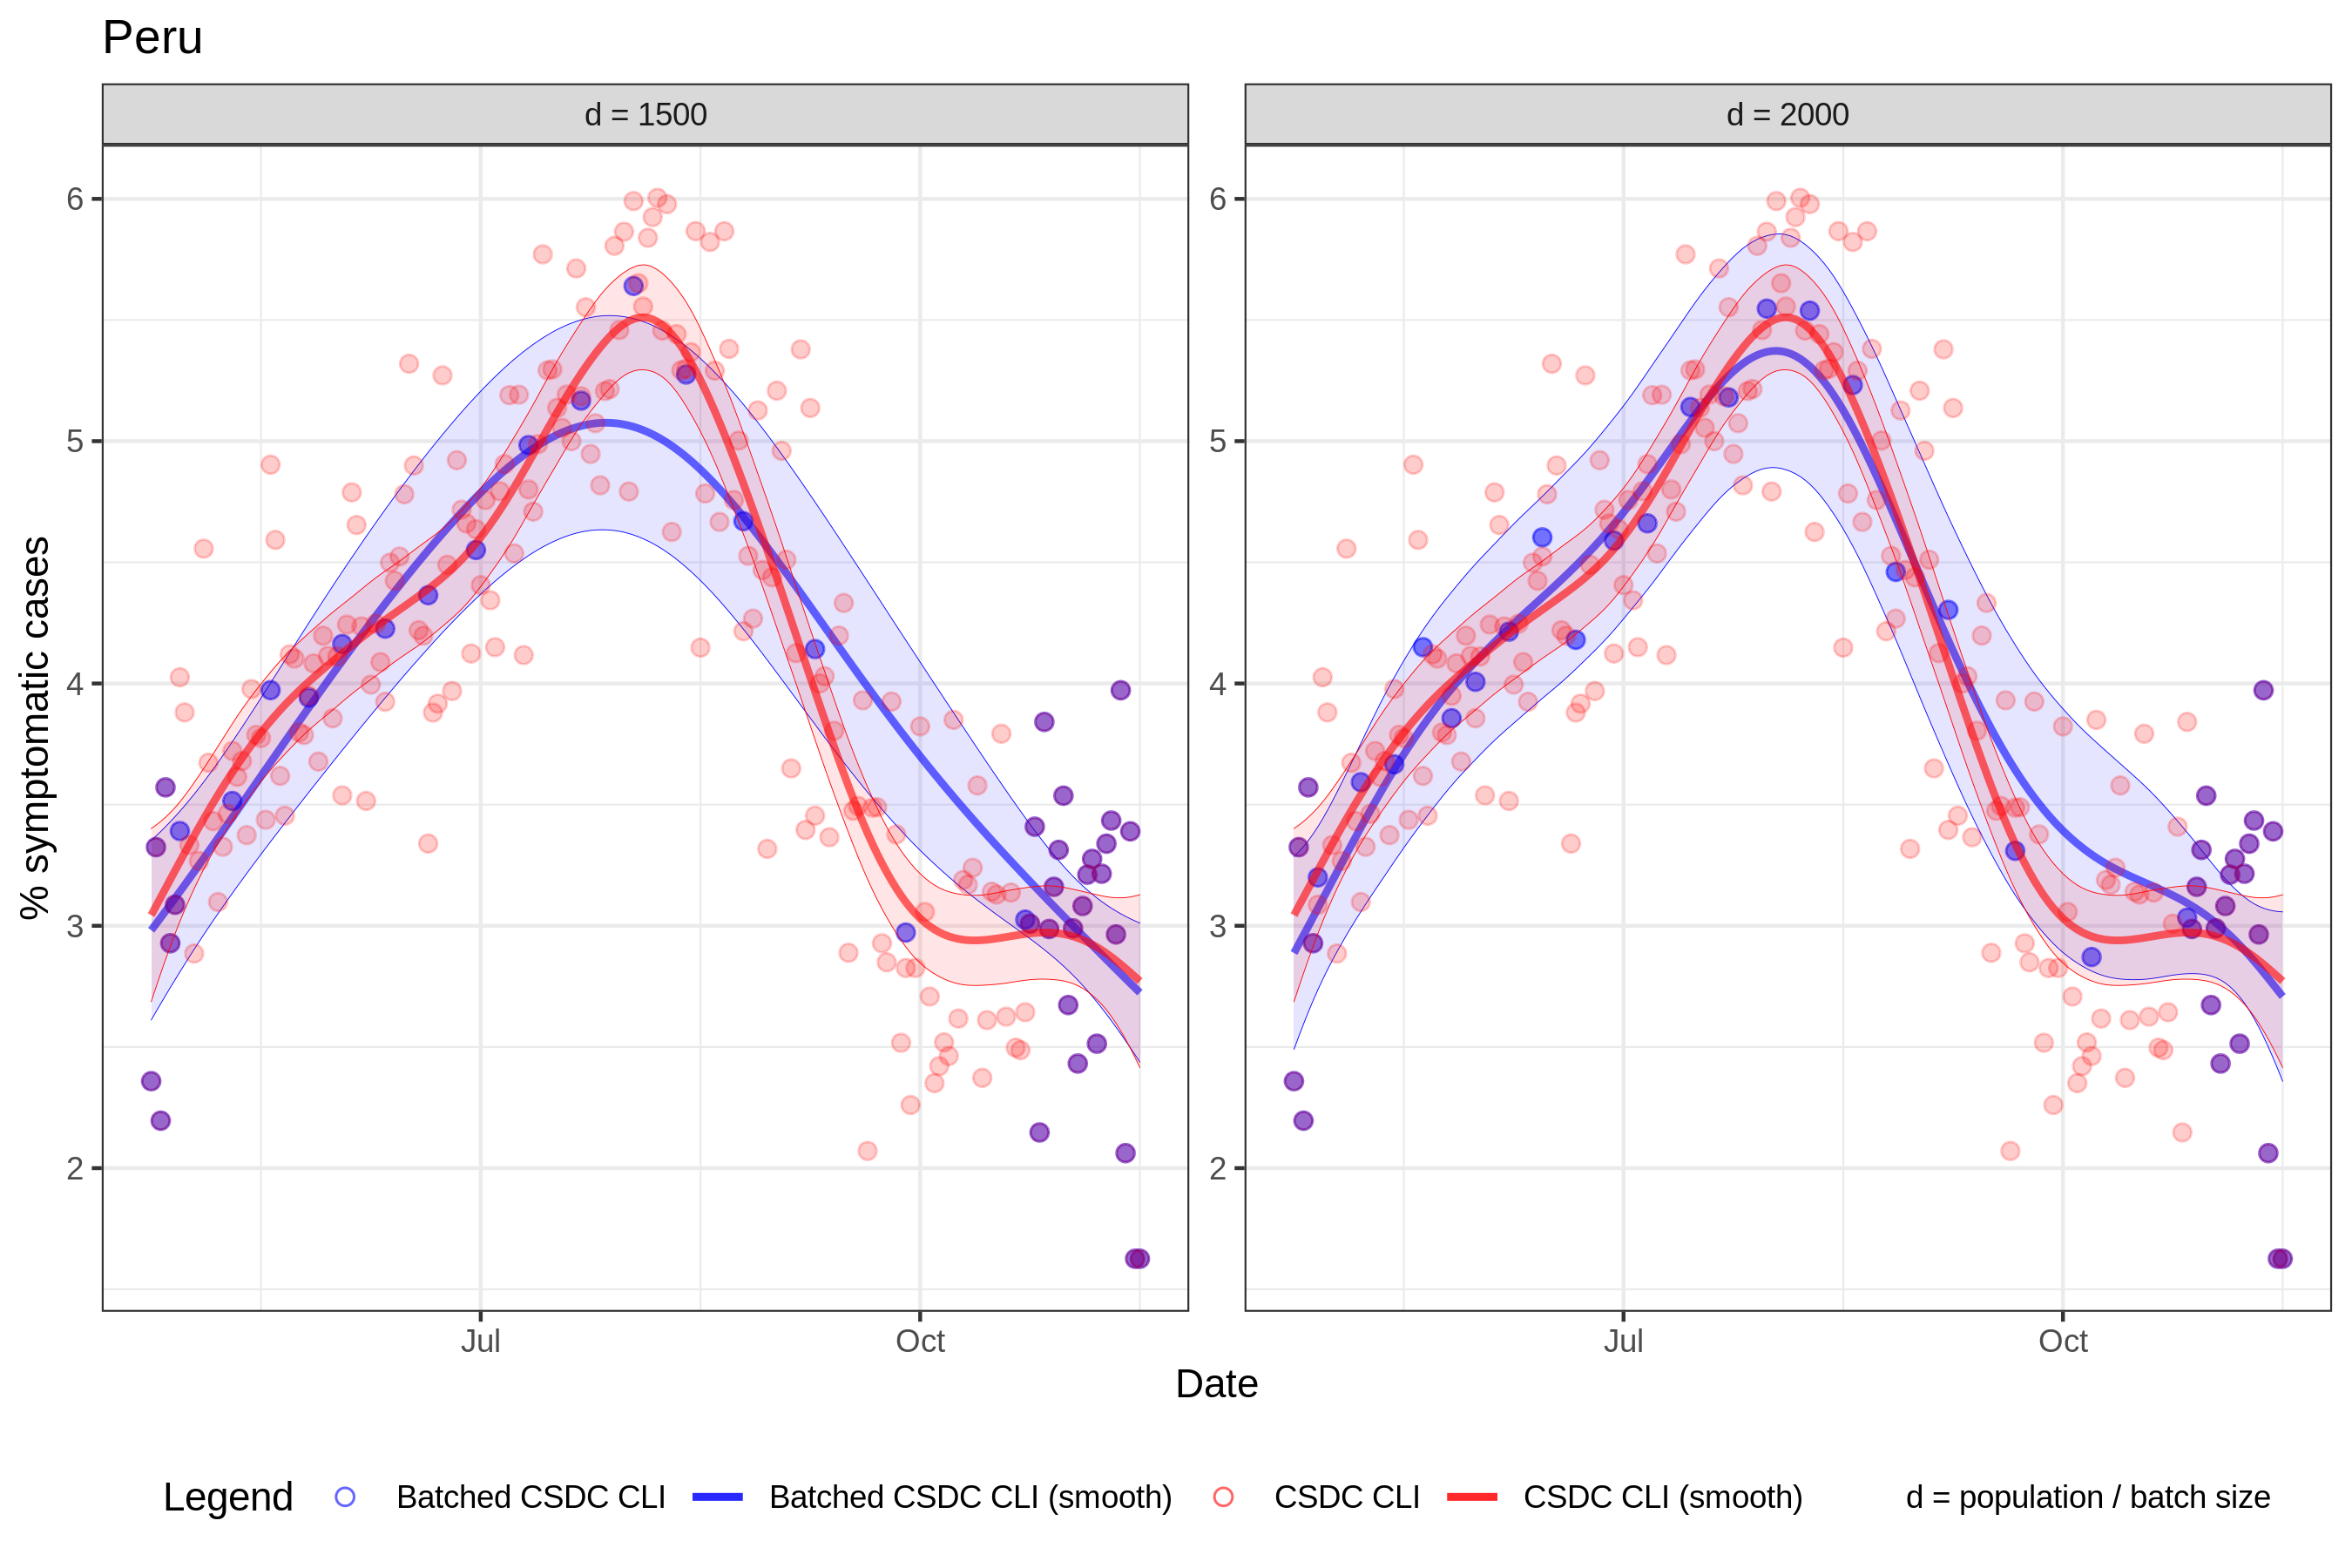 Peru
d = 1500
d = 2000
% symptomatic cases
6
5
4
3
2
6
5
4
3
2
Jul
Oct
Jul
Oct
Date
Legend
Batched CSDC CLI
Batched CSDC CLI (smooth)
CSDC CLI
CSDC CLI (smooth)
d = population / batch size